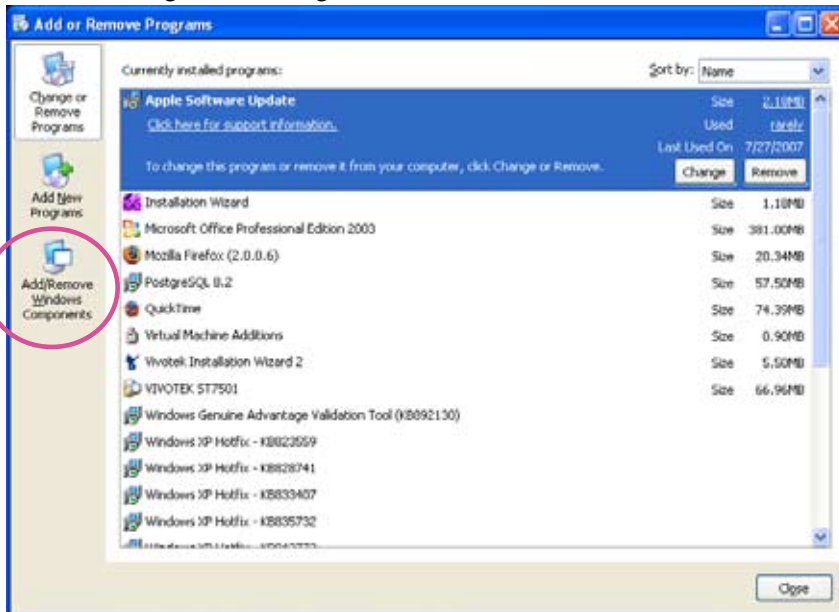 Add or Remove Programs
Change or
Remove
Programs
Add New
Programs
Add/Remove
Windows
Components
Currently installed programs:
Sort by: Name
Apple Software Update Size 2.18MB
Click here for support information. Used rarely
Last Used On 7/27/2007
To change this program or remove it from your computer, click Change or Remove. Change Remove
Installation Wizard Size 1.18MB
Microsoft Office Professional Edition 2003 Size 381.00MB
Mozilla Firefox (2.0.0.6) Size 20.34MB
PostgreSQL 8.2 Size 57.50MB
QuickTime Size 74.39MB
Virtual Machine Additions Size 0.90MB
Vivotek Installation Wizard 2 Size 5.50MB
VIVOTEK ST7501 Size 66.96MB
Windows Genuine Advantage Validation Tool (KB892130)
Windows XP Hotfix - KB823559
Windows XP Hotfix - KB828741
Windows XP Hotfix - KB833407
Windows XP Hotfix - KB835732
Close